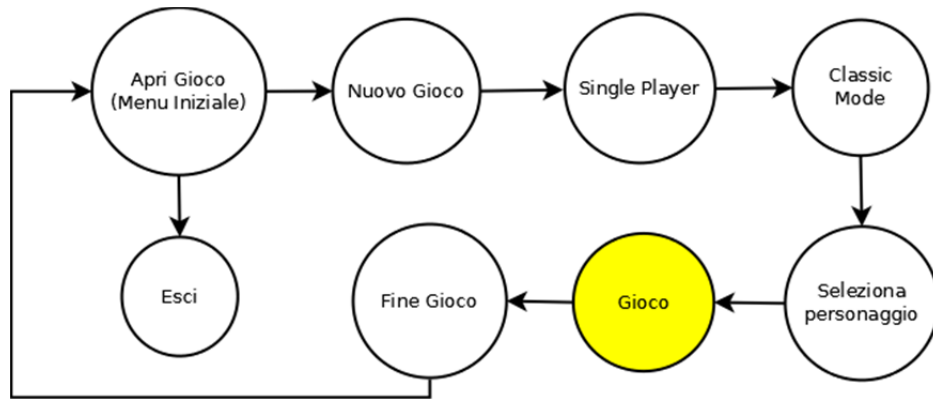 Apri Gioco
(Menu Iniziale)
Nuovo Gioco
Single Player
Classic
Mode
Esci
Fine Gioco
Gioco
Seleziona
personaggio